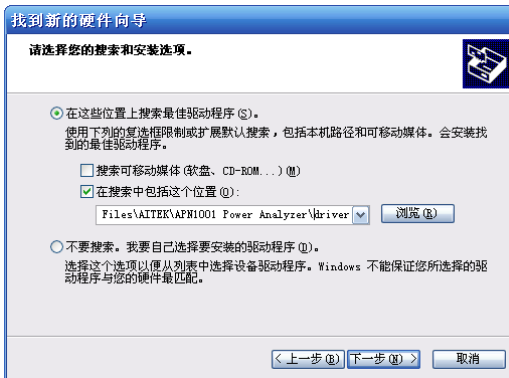 找到新的硬件向导
请选择您的搜索和安装选项。
在这些位置上搜索最佳驱动程序(S)。
使用下列的复选框限制或扩展默认搜索，包括本机路径和可移动媒体。会安装找
到的最佳驱动程序。
搜索可移动媒体(软盘、CD-ROM...)(M)
在搜索中包括这个位置(O):
Files\AITEK\APN1001 Power Analyzer\driver
浏览(R)
不要搜索。我要自己选择要安装的驱动程序(D)。
选择这个选项以便从列表中选择设备驱动程序。Windows 不能保证您所选择的驱
动程序与您的硬件最匹配。
< 上一步(B) 下一步(N) > 取消